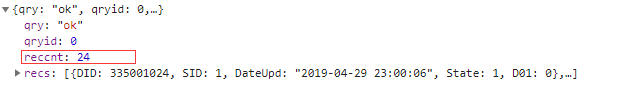 ▼{qry: "ok", qryid: 0,…}
qry: "ok"
qryid: 0
reccnt: 24
▶recs: [{DID: 335001024, SID: 1, DateUpd: "2019-04-29 23:00:06", State: 1, D01: 0},…]